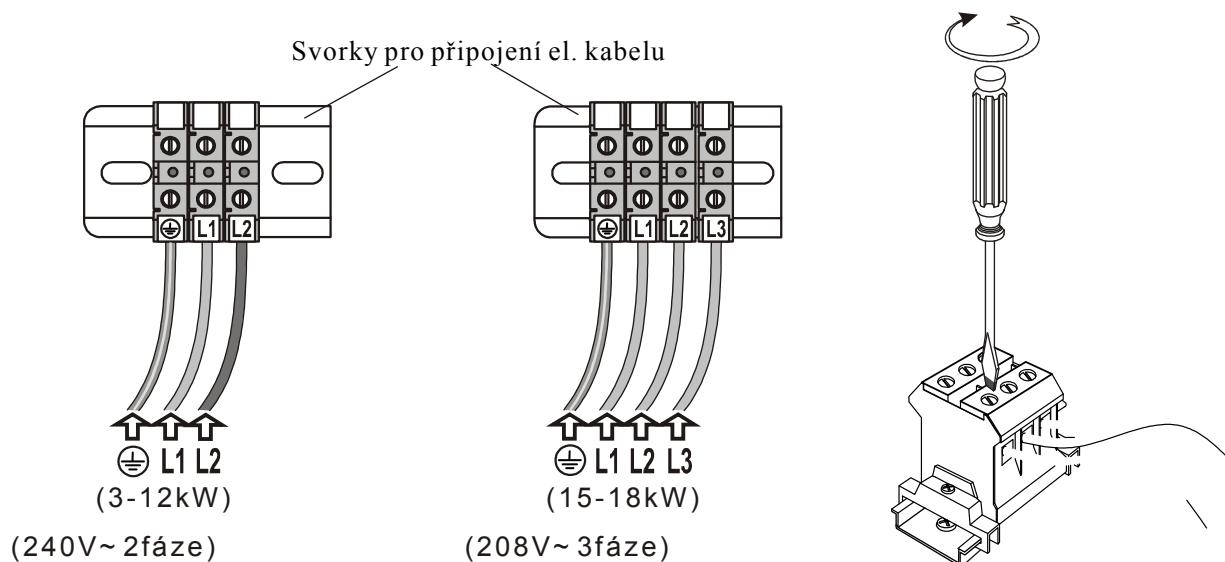 Svorky pro připojení el. kabelu
L1 L2
L1 L2 L3
L1 L2
L1 L2 L3
(3-12kW)
(15-18kW)
(240V~ 2fáze)
(208V~ 3fáze)